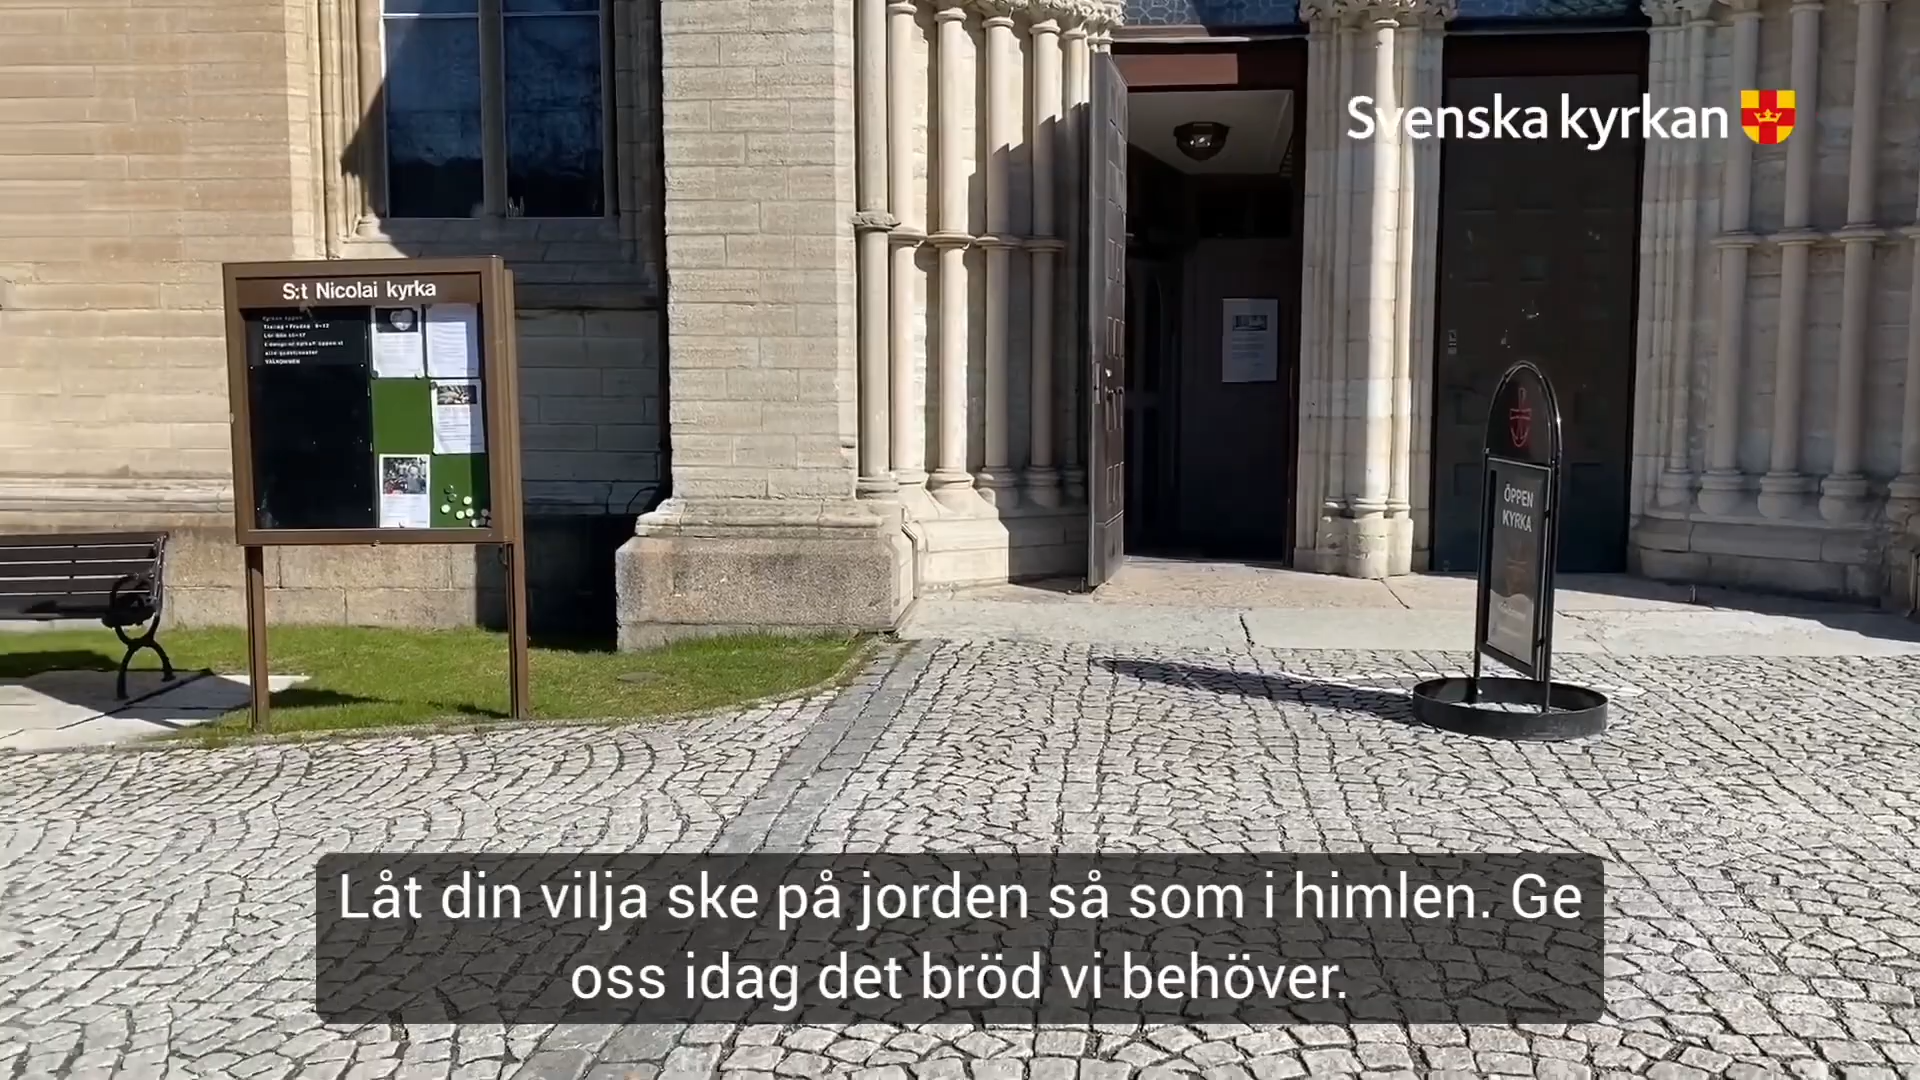 Svenska kyrkan
S:t Nicolai kyrka
VÄLKOMMEN
ÖPPEN
KYRKA
Låt din vilja ske på jorden så som i himlen. Ge
oss idag det bröd vi behöver.